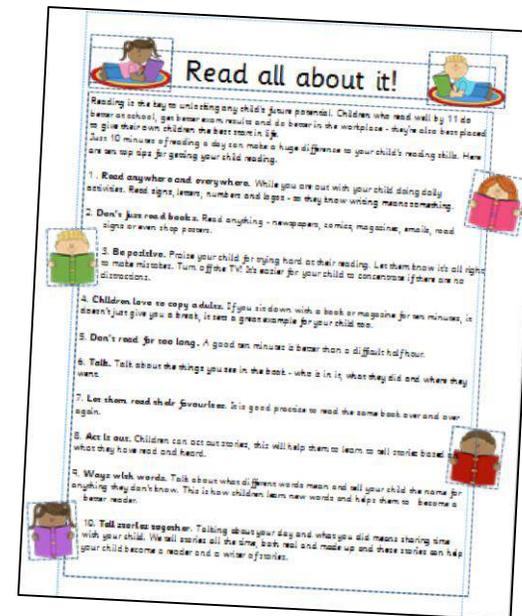 Read all about it!
Reading is the key to unlocking any child's future potential. Children who read well by 11 do
better at school, get better exam results and do better in the workplace - they're also best placed
to give their own children the best start in life.
Just 10 minutes of reading a day can make a huge difference to your child's reading skills. Here
are ten top tips for getting your child reading.
1. Read anywhere and everywhere. While you are out with your child doing daily
activities. Read signs, letters, numbers and logos - so they know writing means something.
2. Don't just read books. Read anything - newspapers, comics, magazines, emails, road
signs or even shop posters.
3. Be positive. Praise your child for trying hard at their reading. Let them know it's all right
to make mistakes. Turn off the TV! It's easier for your child to concentrate if there are no
distractions.
4. Children love to copy adults. If you sit down with a book or magazine for ten minutes, it
doesn't just give you a break, it sets a great example for your child too.
5. Don't read for too long. A good ten minutes is better than a difficult half hour.
6. Talk. Talk about the things you see in the book - who is in it, what they did and where they
went.
7. Let them read their favourites. It is good practice to read the same book over and over
again.
8. Act it out. Children can act out stories, this will help them to learn to tell stories based
what they have read and heard.
9. Ways with words. Talk about what different words mean and tell your child the name for
anything they don't know. This is how children learn new words and helps them to become a
better reader.
10. Tell stories together. Talking about your day and what you did means sharing time
with your child. We tell stories all the time, both real and made up and these stories can help
your child become a reader and a writer of stories.